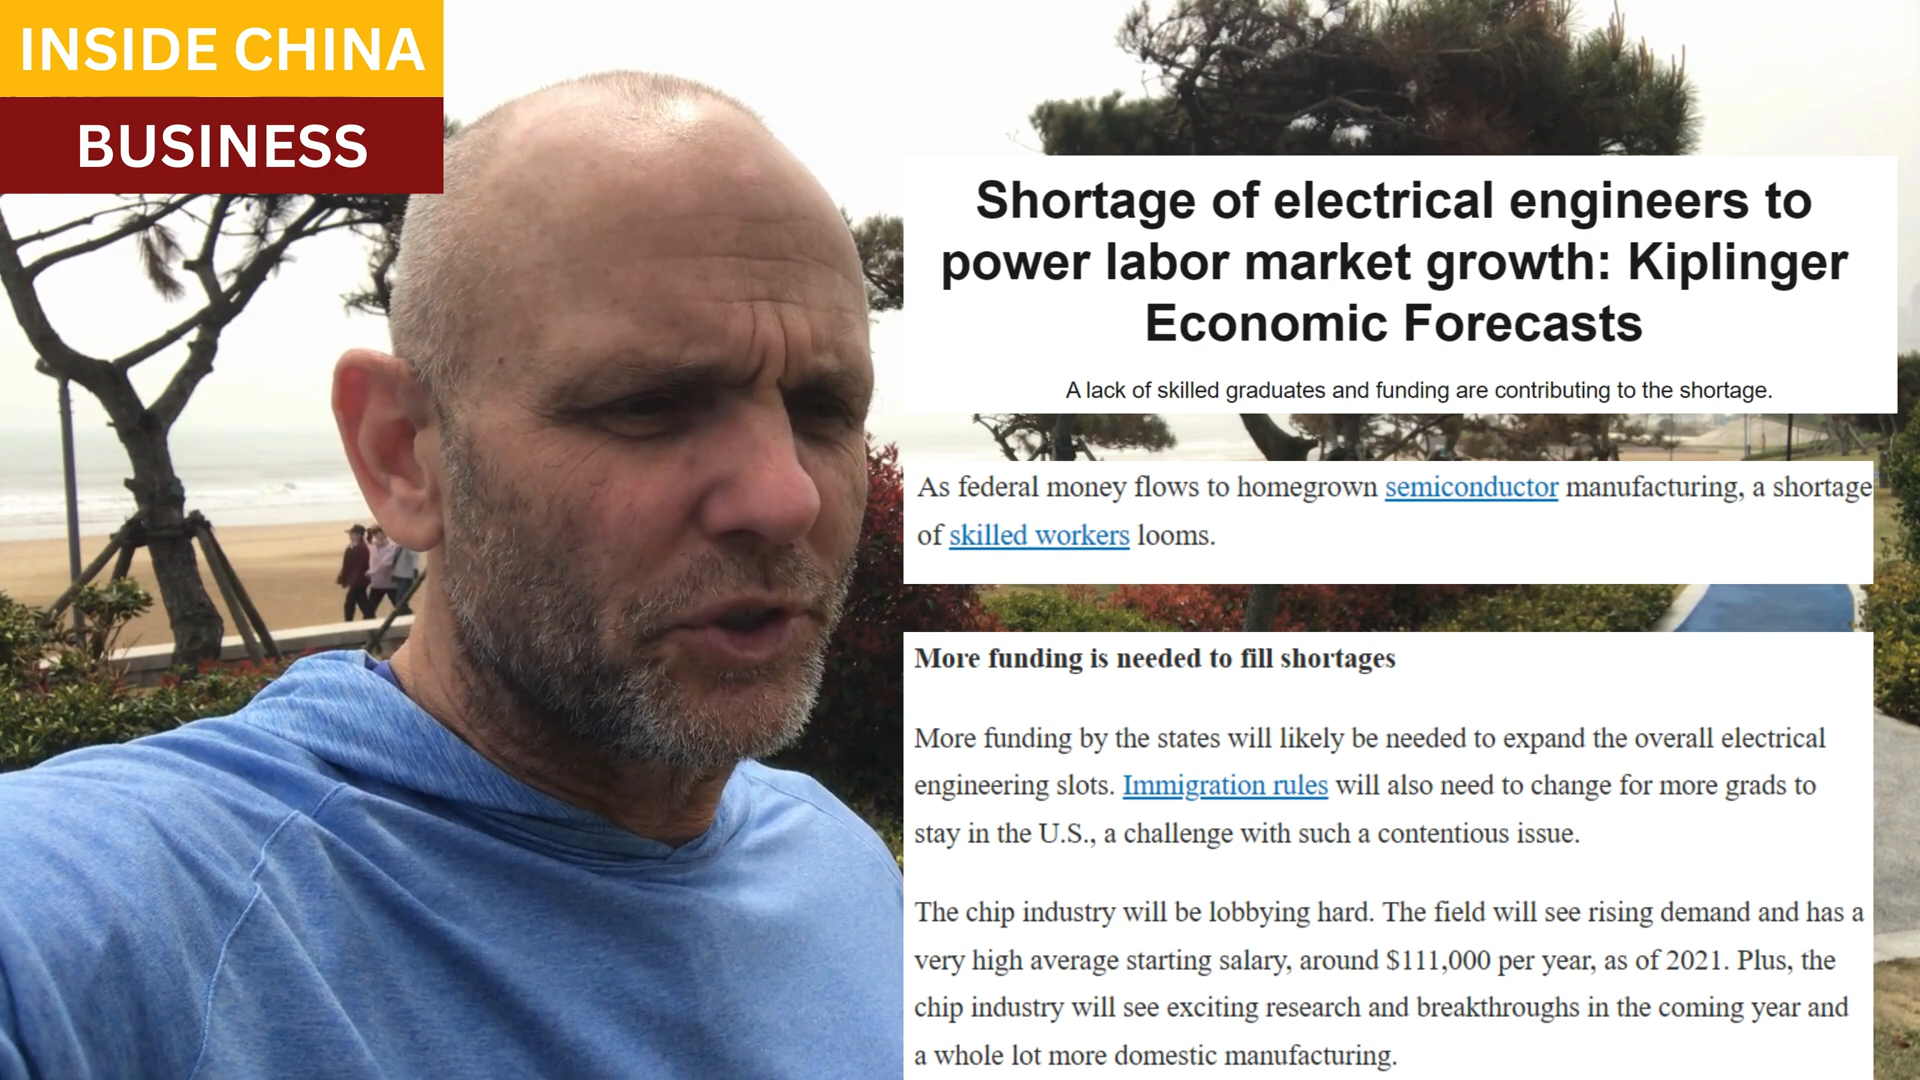 INSIDE CHINA
BUSINESS
Shortage of electrical engineers to
power labor market growth: Kiplinger
Economic Forecasts
A lack of skilled graduates and funding are contributing to the shortage.
As federal money flows to homegrown semiconductor manufacturing, a shortage
of skilled workers looms.
More funding is needed to fill shortages
More funding by the states will likely be needed to expand the overall electrical
engineering slots. Immigration rules will also need to change for more grads to
stay in the U.S., a challenge with such a contentious issue.
The chip industry will be lobbying hard. The field will see rising demand and has a
very high average starting salary, around $111,000 per year, as of 2021. Plus, the
chip industry will see exciting research and breakthroughs in the coming year and
a whole lot more domestic manufacturing.